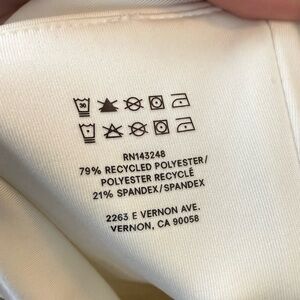 RN143248
79% RECYCLED POLYESTER/
POLYESTER RECYCLÉ
21% SPANDEX/SPANDEX
2263 E VERNON AVE.
VERNON, CA 90058